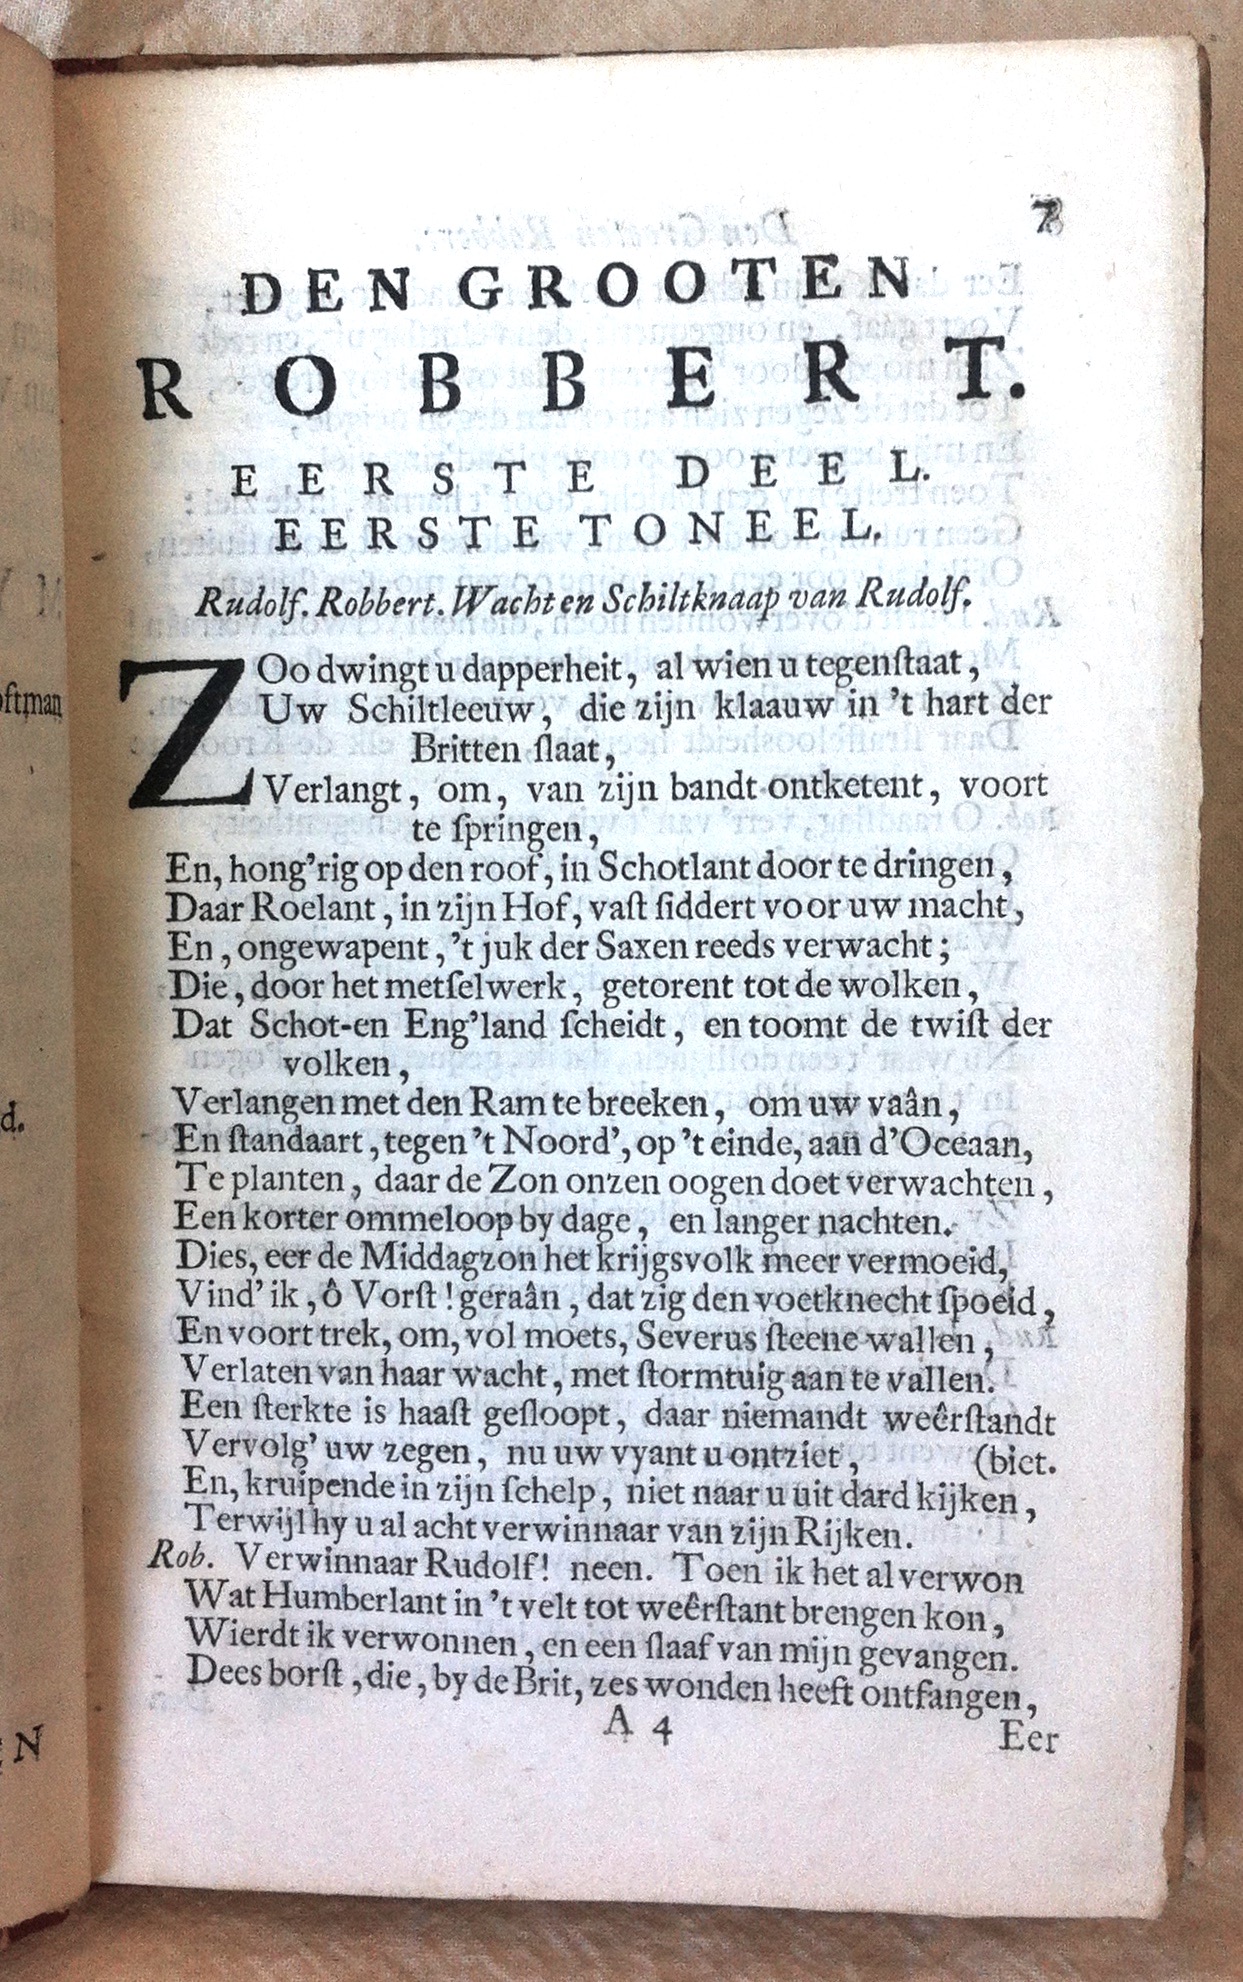 7
DEN GROOTEN
ROBBERT.
EERSTE DEEL.
EERSTE TONEEL.
Rudolf. Robbert. Wacht en Schiltknaap van Rudolf.
ZOo dwingt u dapperheit, al wien u tegenſtaat,
Uw Schiltleeuw, die zijn klaauw in 't hart der
Britten ſlaat,
Verlangt, om, van zijn bandt ontketent, voort
te ſpringen,
En, hong'rig op den roof, in Schotlant door te dringen,
Daar Roelant, in zijn Hof, vaſt ſiddert voor uw macht,
En, ongewapent, 't juk der Saxen reeds verwacht;
Die, door het metſelwerk, getorent tot de wolken,
Dat Schot-en Eng'land ſcheidt, en toomt de twiſt der
volken,
Verlangen met den Ram te breeken, om uw vaân,
En ſtandaart, tegen 't Noord', op 't einde, aan d'Oceaan,
Te planten, daar de Zon onzen oogen doet verwachten,
Een korter ommeloop by dage, en langer nachten.
Dies, eer de Middagzon het krijgsvolk meer vermoeid,
Vind' ik, ô Vorſt! geraân, dat zig den voetknecht ſpoeid,
En voort trek, om, vol moets, Severus ſteene wallen,
Verlaten van haar wacht, met ſtormtuig aan te vallen.
Een ſterkte is haaſt geſloopt, daar niemandt weêrſtandt
Vervolg' uw zegen, nu uw vyant u ontziet, (biet.
En, kruipende in zijn ſchelp, niet naar u uit dard kijken,
Terwijl hy u al acht verwinnaar van zijn Rijken.
Rob. Verwinnaar Rudolf! neen. Toen ik het al verwon
Wat Humberlant in 't velt tot weêrſtant brengen kon,
Wierdt ik verwonnen, en een ſlaaf van mijn gevangen.
Dees borſt, die, by de Brit, zes wonden heeft ontfangen,
A 4
Eer
oftman
d.
N